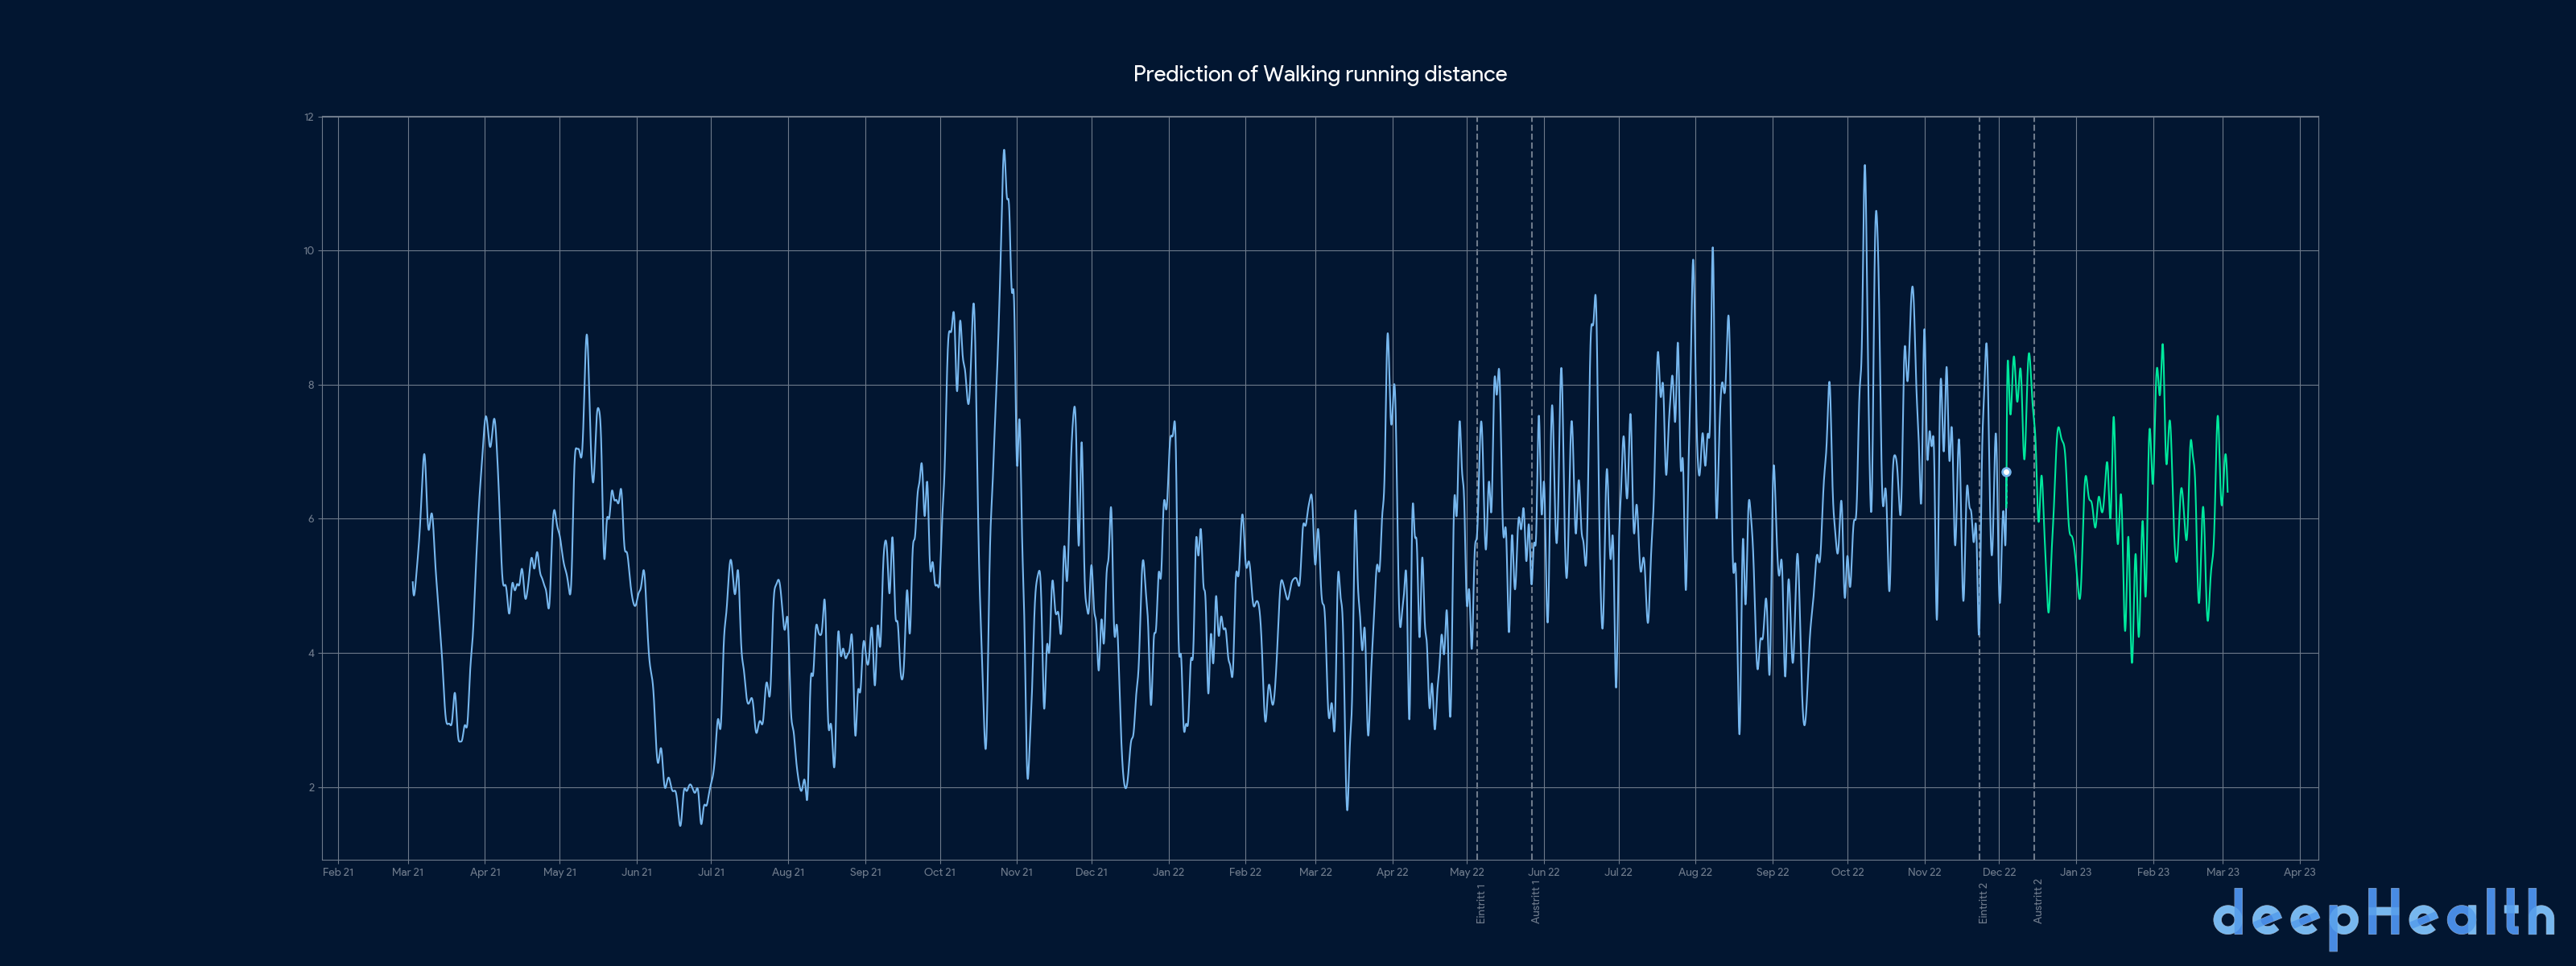 Prediction of Walking running distance
12
10
8
6
4
2
Feb 21 Mar 21 Apr 21 May 21 Jun 21 Jul 21 Aug 21 Sep 21 Oct 21 Nov 21 Dec 21 Jan 22 Feb 22 Mar 22 Apr 22 May 22 Jun 22 Jul 22 Aug 22 Sep 22 Oct 22 Nov 22 Dec 22 Jan 23 Feb 23 Mar 23 Apr 23
Eintritt 1
Austritt 1
Eintritt 2
Austritt 2
deepHealth